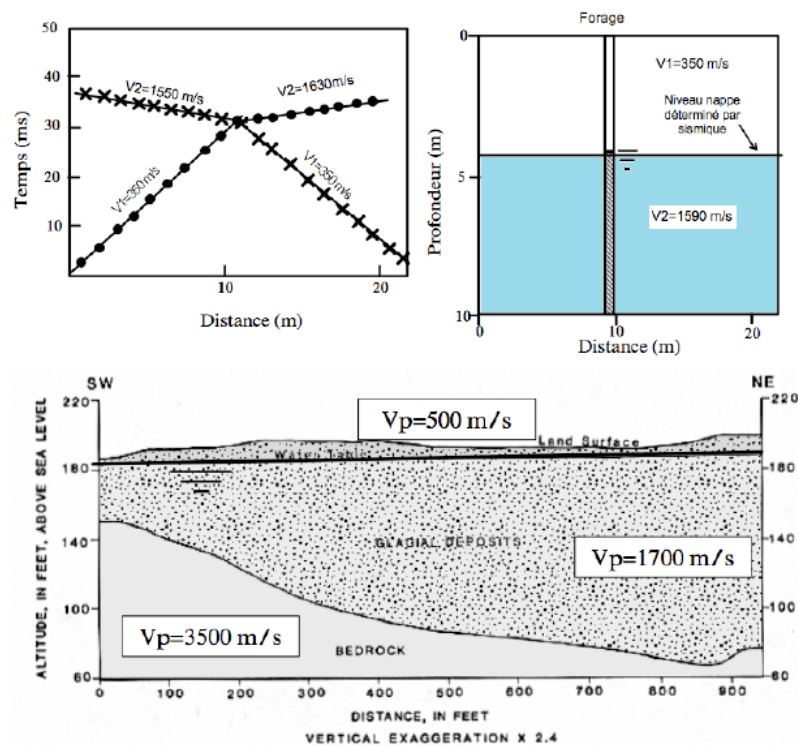 50
40
30
20
10
Temps (ms)
V2=1550 m/s
V2=1630m/s
V1=350m/s
V1=350m/s
10
20
Distance (m)
Forage
0
5
10
Profondeur (m)
V1=350 m/s
Niveau nappe
déterminé par
sismique
V2=1590 m/s
0
10
20
Distance (m)
SW
NE
220
180
140
100
60
ALTITUDE, IN FEET, ABOVE SEA LEVEL
220
190
140
100
60
Vp=500 m/s
Land Surface
Water Table
GLACIAL DEPOSITS
Vp=1700 m/s
Vp=3500 m/s
BEDROCK
0 100 200 300 400 500 600 700 800 900
DISTANCE, IN FEET
VERTICAL EXAGGERATION X 2.4